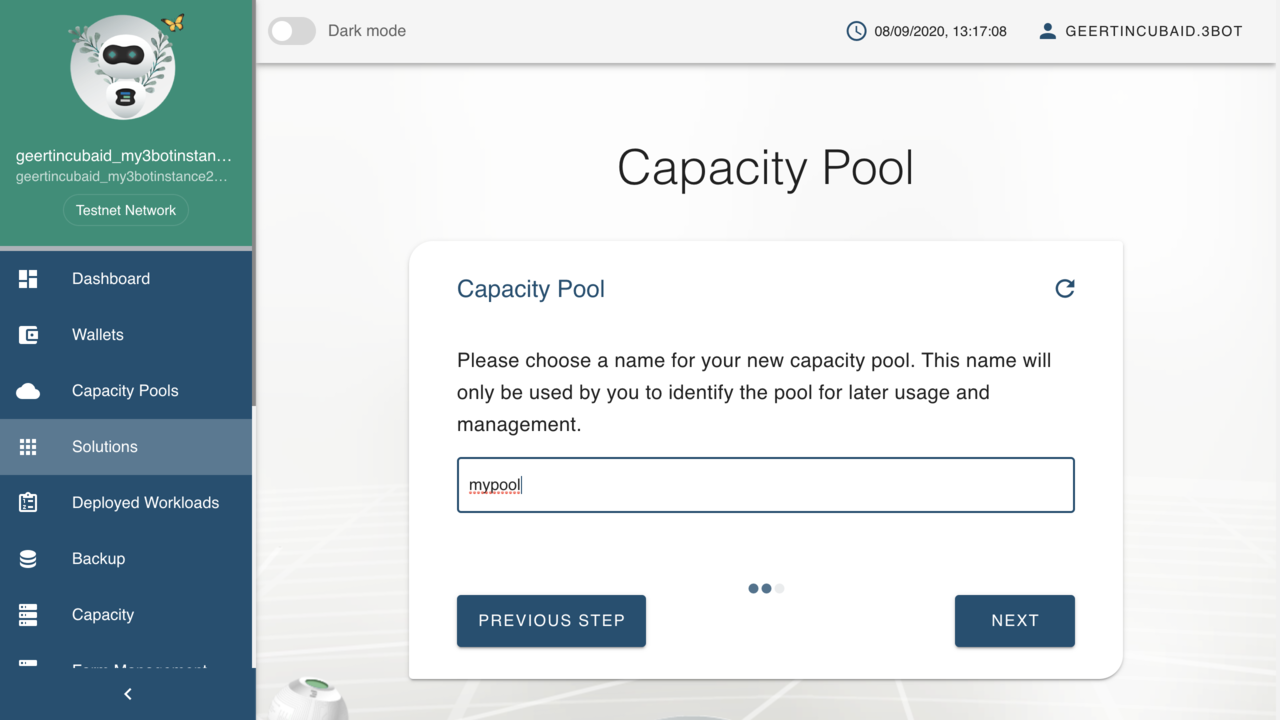 Dark mode
08/09/2020, 13:17:08
GEERTINCUBAID.3BOT
geertincubaid_my3botinstan…
geertincubaid_my3botinstance2…
Testnet Network
Dashboard
Wallets
Capacity Pools
Solutions
Deployed Workloads
Backup
Capacity
Farm Management
Capacity Pool
Capacity Pool
Please choose a name for your new capacity pool. This name will
only be used by you to identify the pool for later usage and
management.
mypool
PREVIOUS STEP
NEXT